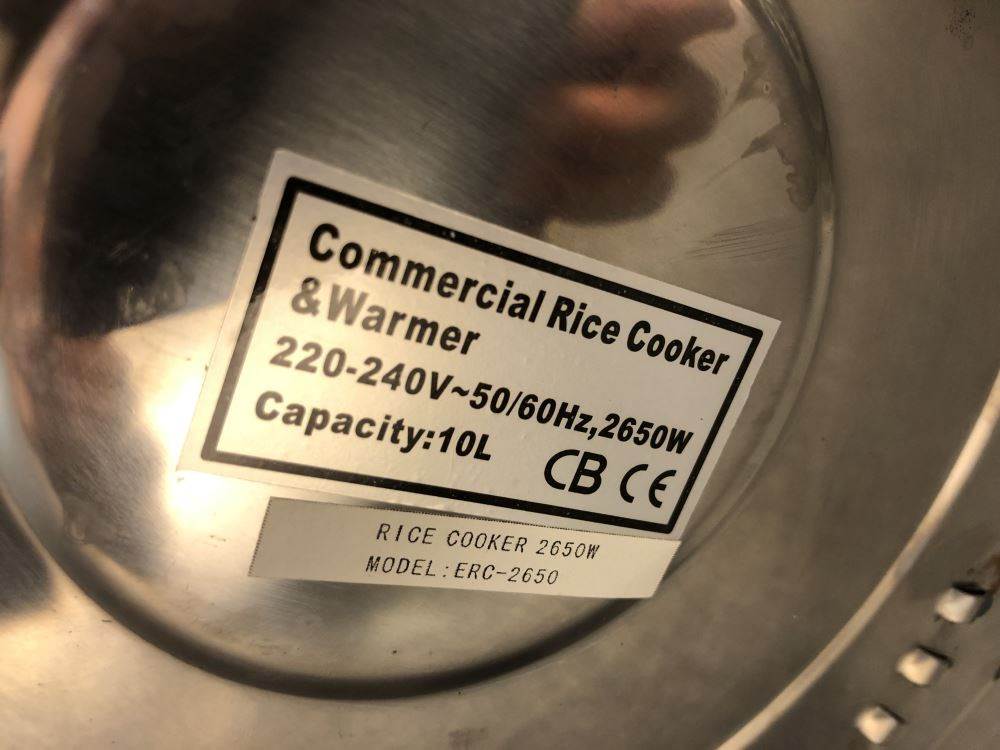 Commercial Rice Cooker
&Warmer
220-240V~50/60Hz,2650W
Capacity:10L
CB CE
RICE COOKER 2650W
MODEL:ERC-2650